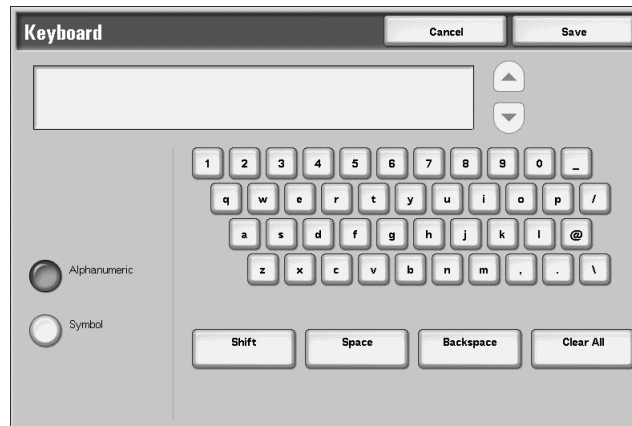 Keyboard Cancel Save
1 2 3 4 5 6 7 8 9 0 _
q w e r t y u i o p /
a s d f g h j k l @
z x c v b n m , . \
Alphanumeric
Symbol
Shift Space Backspace Clear All